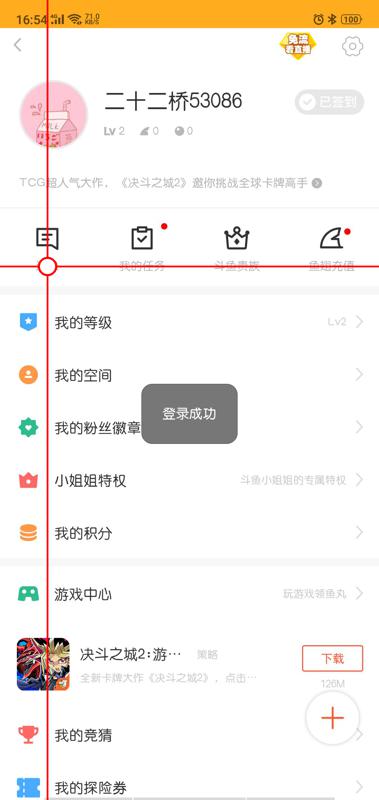 16:54 4G 71.0 KB/S 100
免流
看直播
二十二桥53086
已签到
Lv 2 0 0
TCG超人气大作，《决斗之城2》邀你挑战全球卡牌高手
我的任务 斗鱼贵族 鱼翅充值
我的等级 Lv2
我的空间
登录成功
我的粉丝徽章
小姐姐特权 斗鱼小姐姐的专属特权
我的积分
游戏中心 玩游戏领鱼丸
决斗之城2:游… 策略
下载
全新卡牌大作《决斗之城2》，点击…
126M
我的竞猜
我的探险券